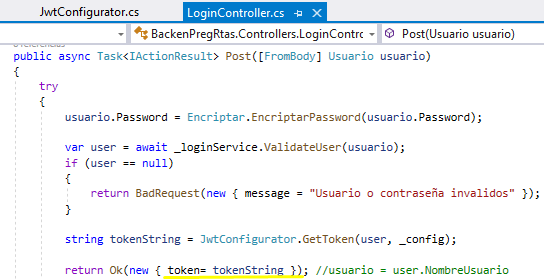 JwtConfigurator.cs LoginController.cs
BackenPregRtas.Controllers.LoginContro Post(Usuario usuario)
public async Task<IActionResult> Post([FromBody] Usuario usuario)
{
try
{
usuario.Password = Encriptar.EncriptarPassword(usuario.Password);
var user = await _loginService.ValidateUser(usuario);
if (user == null)
{
return BadRequest(new { message = "Usuario o contraseña invalidos" });
}
string tokenString = JwtConfigurator.GetToken(user, _config);
return Ok(new { token= tokenString }); //usuario = user.NombreUsuario